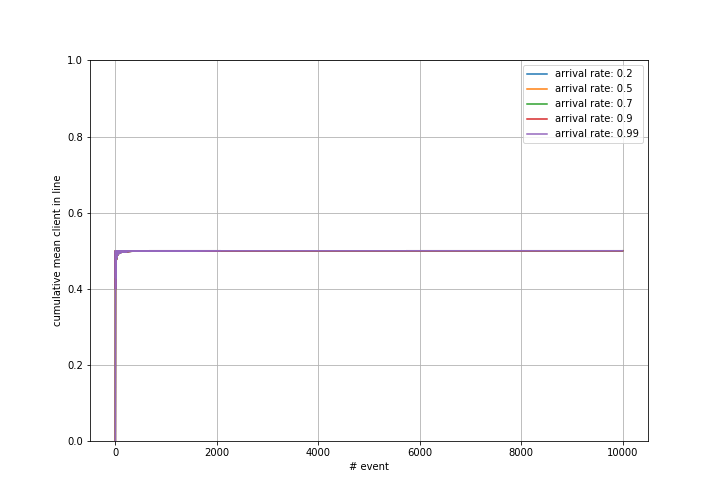 1.0
0.8
0.6
0.4
0.2
0.0
cumulative mean client in line
arrival rate: 0.2
arrival rate: 0.5
arrival rate: 0.7
arrival rate: 0.9
arrival rate: 0.99
0 2000 4000 6000 8000 10000
# event